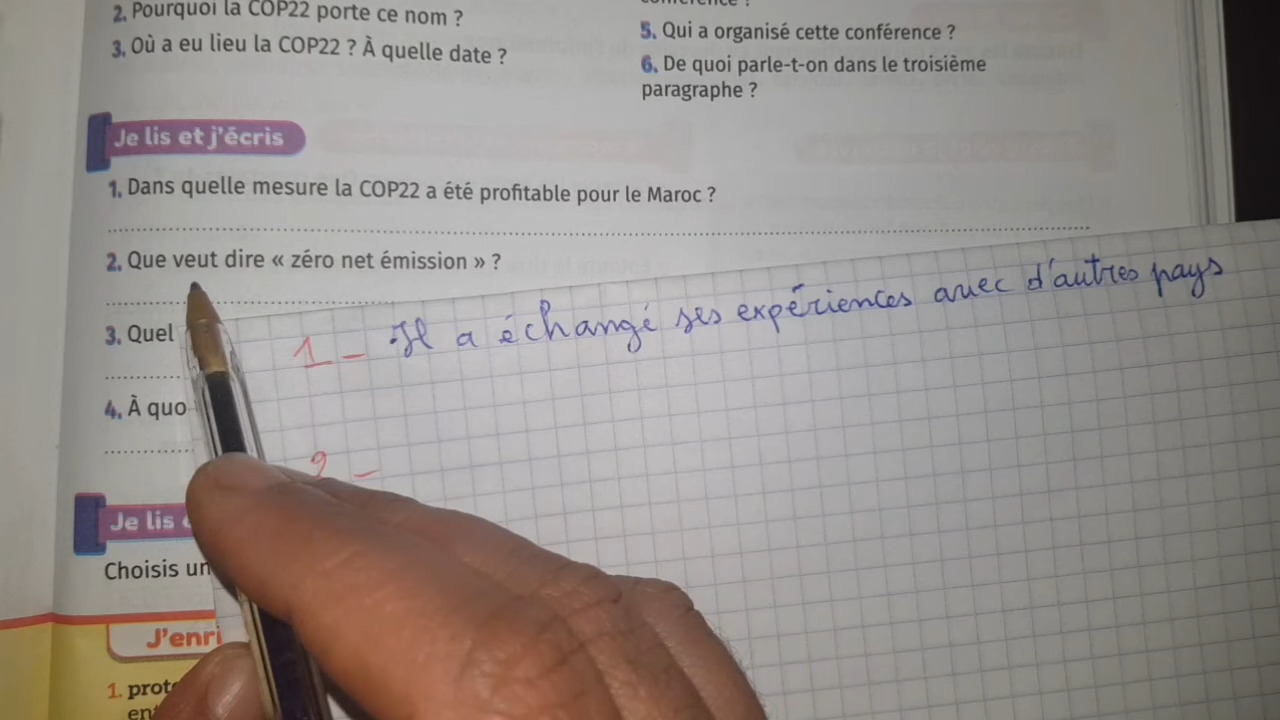 2. Pourquoi la COP22 porte ce nom ?
3. Où a eu lieu la COP22 ? À quelle date ?
5. Qui a organisé cette conférence ?
6. De quoi parle-t-on dans le troisième
paragraphe ?
Je lis et j'écris
1. Dans quelle mesure la COP22 a été profitable pour le Maroc ?
2. Que veut dire « zéro net émission » ?
3. Quel
4. À quo
1 - Il a échangé ses expériences avec d'autres pays
2 -
Je lis
Choisis un
J'enri
1. prot